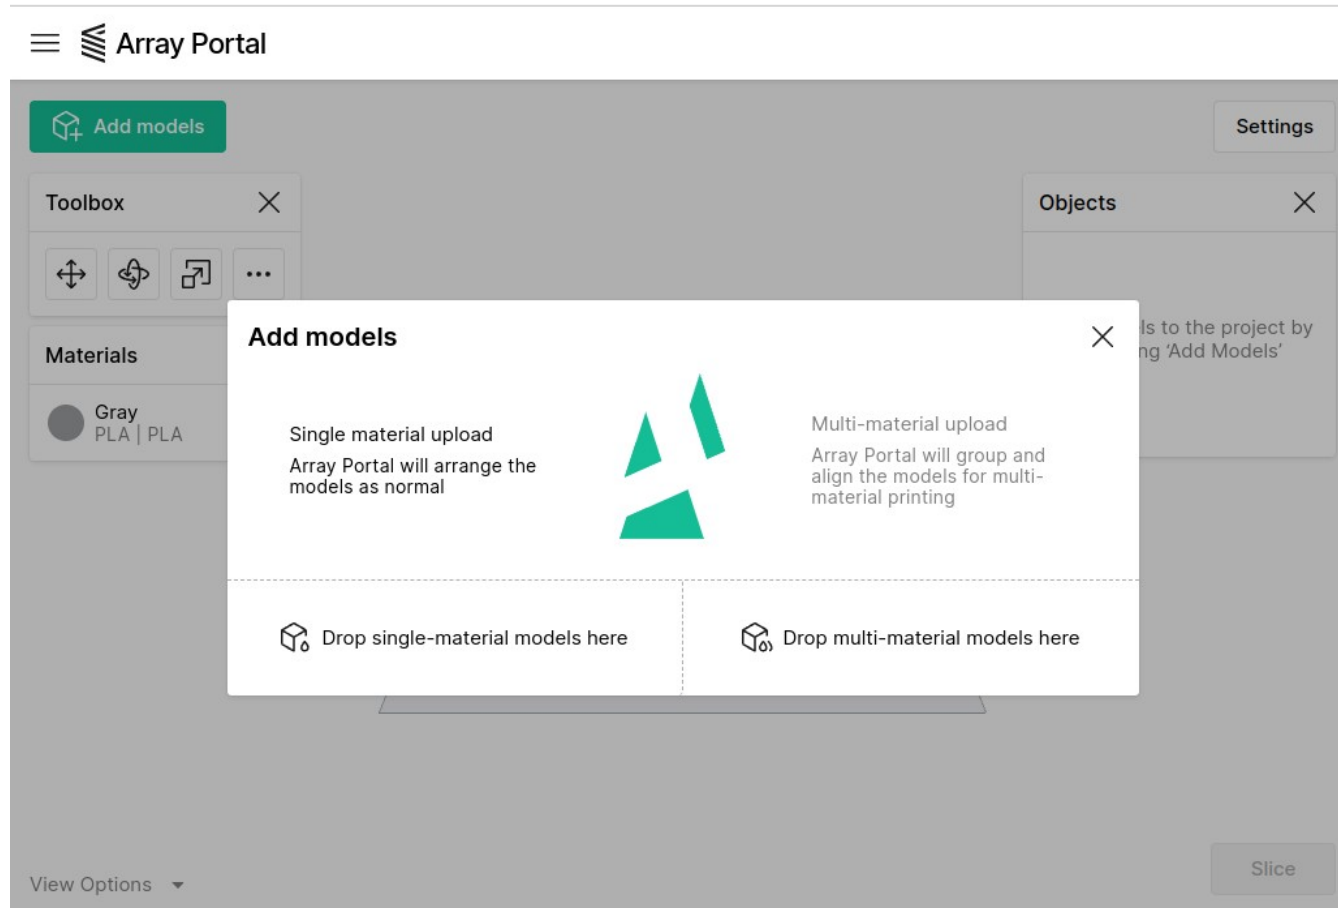 Array Portal
Add models
Settings
Toolbox
Objects
Materials
Gray
PLA | PLA
ls to the project by
ng ‘Add Models’
Add models
Single material upload
Array Portal will arrange the
models as normal
Multi-material upload
Array Portal will group and
align the models for multi-
material printing
Drop single-material models here
Drop multi-material models here
View Options
Slice